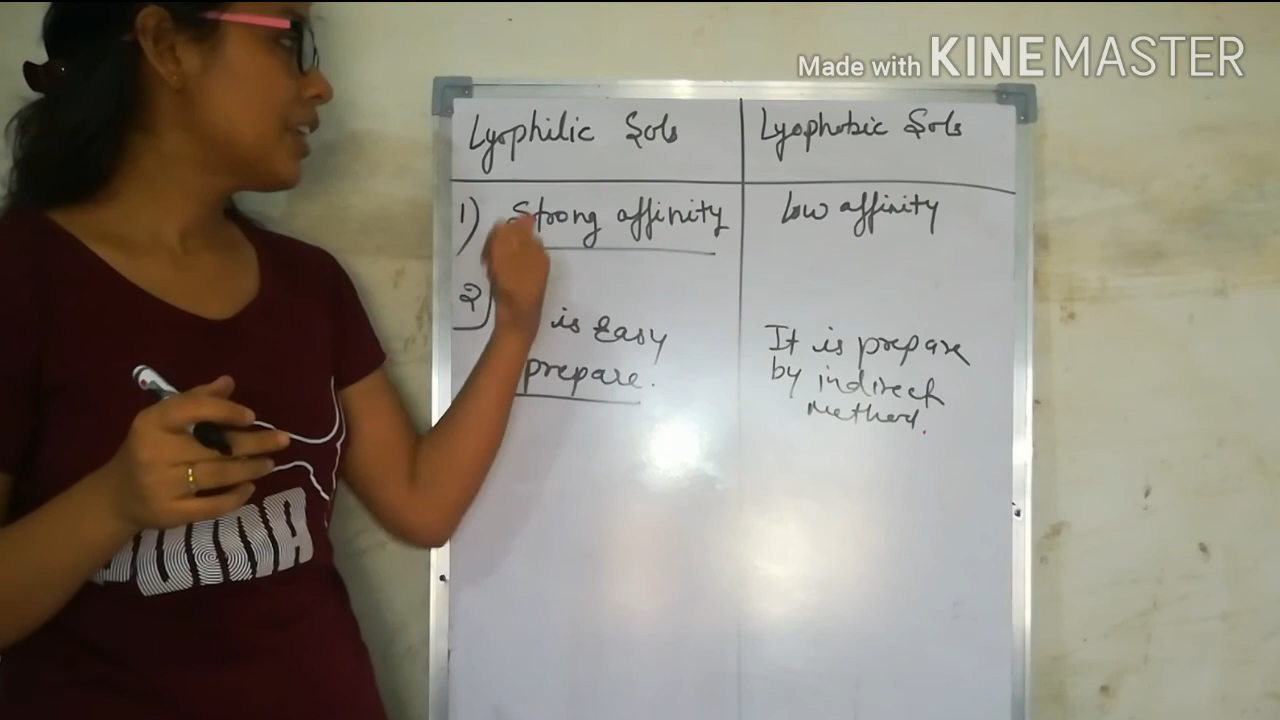 Made with KINEMASTER
Lyophilic Sols
Lyophobic Sols
1) Strong affinity
Low affinity
2)
is Easy
prepare.
It is prepare
by indirect
method.
PUMA